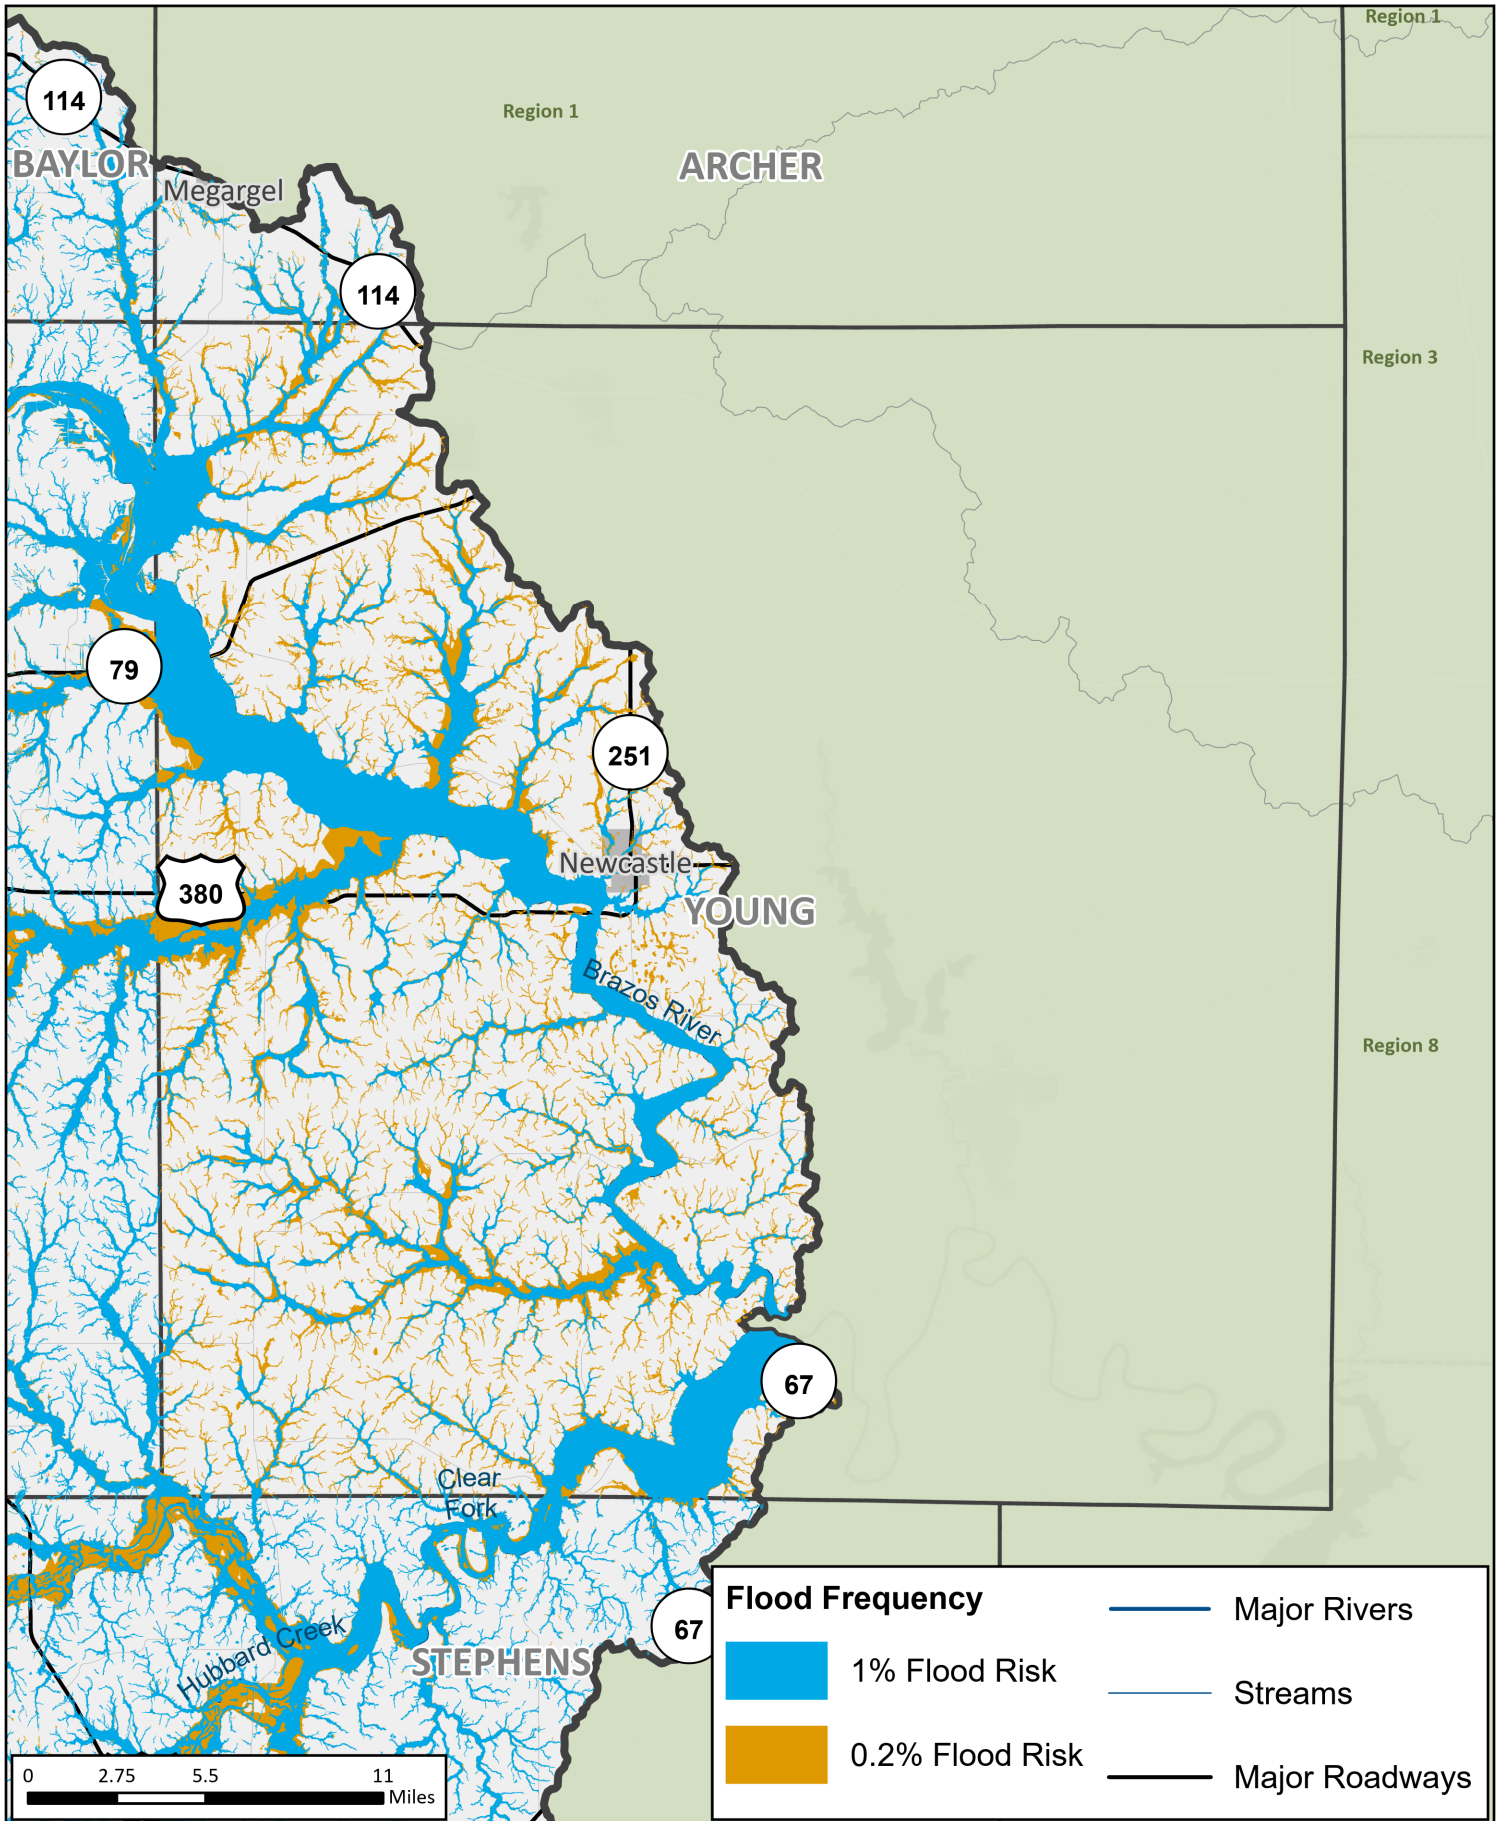 Region 1
114
Region 1
BAYLOR
ARCHER
Megargel
114
Region 3
79
251
Newcastle
380
YOUNG
Brazos River
Region 8
67
Clear
Fork
Hubbard Creek
67
STEPHENS
Flood Frequency
1% Flood Risk
0.2% Flood Risk
Major Rivers
Streams
Major Roadways
0 2.75 5.5 11
Miles